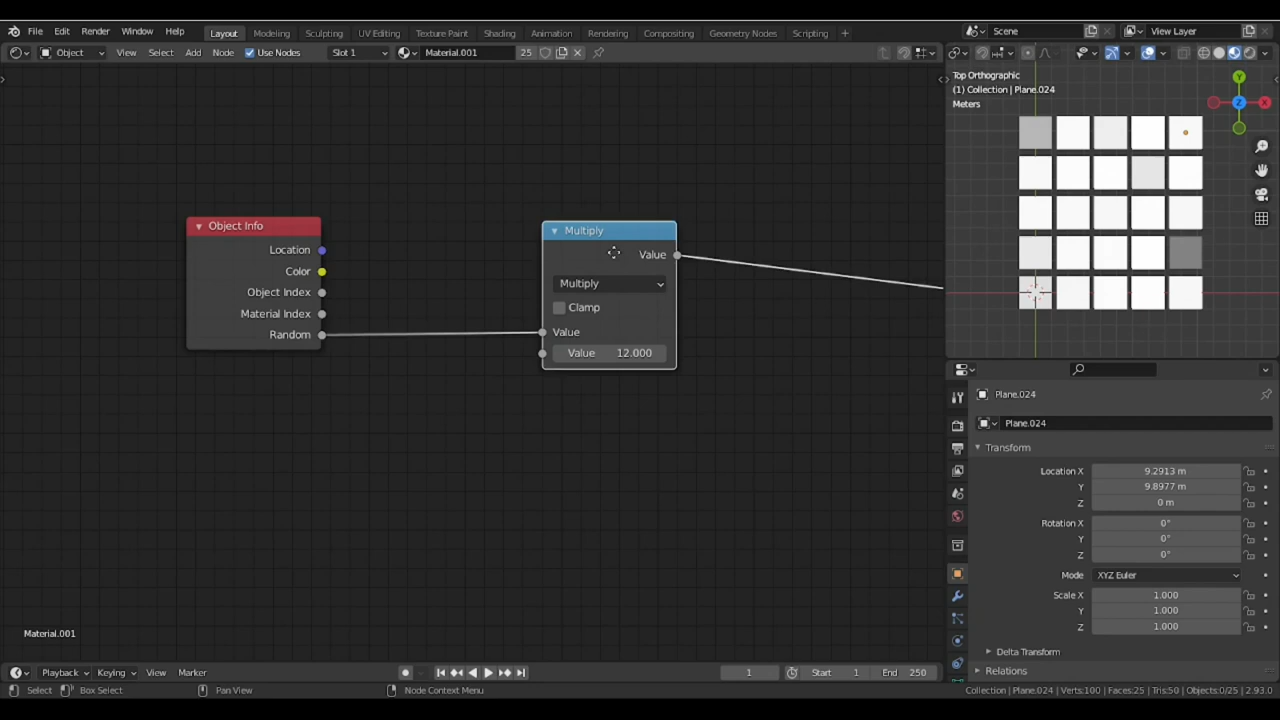 File Edit Render Window Help Layout Modeling Sculpting UV Editing Texture Paint Shading Animation Rendering Compositing Geometry Nodes Scripting + Scene View Layer
Object View Select Add Node Use Nodes Slot 1 Material.001 25
Top Orthographic
(1) Collection | Plane.024
Meters
Y
X
Z
Object Info
Location
Color
Object Index
Material Index
Random
Multiply
Value
Multiply
Clamp
Value
Value 12.000
Material.001
Plane.024
Plane.024
Transform
Location X 9.2913 m
Y 9.8977 m
Z 0 m
Rotation X 0°
Y 0°
Z 0°
Mode XYZ Euler
Scale X 1.000
Y 1.000
Z 1.000
Delta Transform
Relations
Playback Keying View Marker 1 Start 1 End 250
Select Box Select Pan View Node Context Menu Collection | Plane.024 | Verts:100 | Faces:25 | Tris:50 | Objects:0/25 | 2.93.0